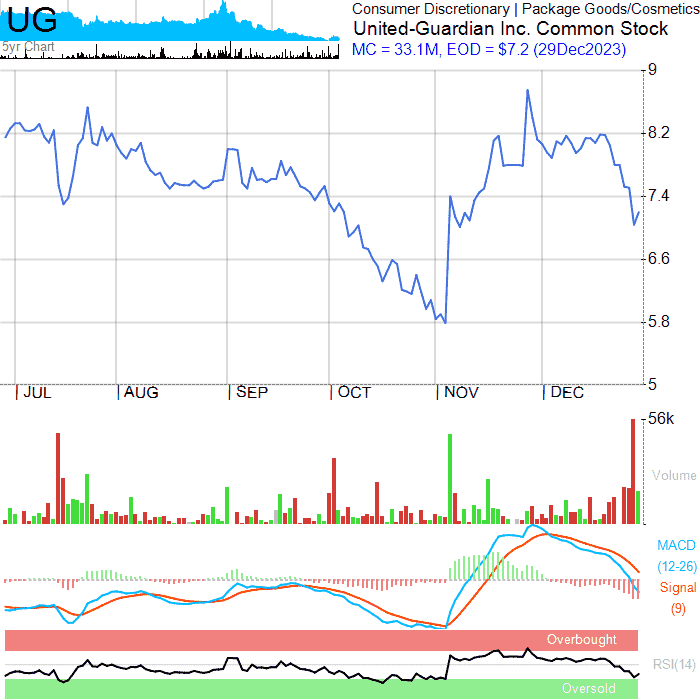 UG
5yr Chart
Consumer Discretionary | Package Goods/Cosmetics
United-Guardian Inc. Common Stock
MC = 33.1M, EOD = $7.2 (29Dec2023)
9
8.2
7.4
6.6
5.8
5
| JUL | AUG | SEP | OCT | NOV | DEC
56k
Volume
MACD
(12-26)
Signal
(9)
Overbought
RSI(14)
Oversold